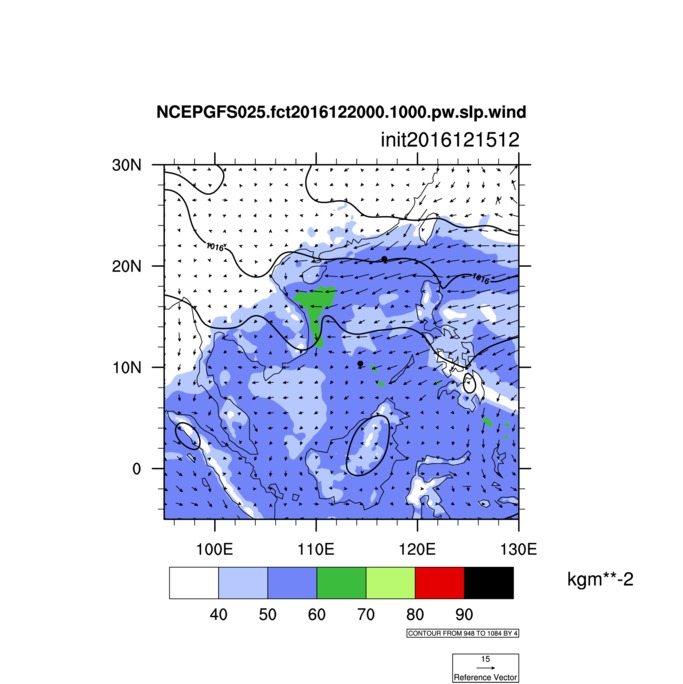 NCEPGFS025.fct2016122000.1000.pw.slp.wind
init2016121512
30N
20N
10N
0
1016
1016
100E 110E 120E 130E
40 50 60 70 80 90
kgm**-2
CONTOUR FROM 948 TO 1084 BY 4
15
Reference Vector